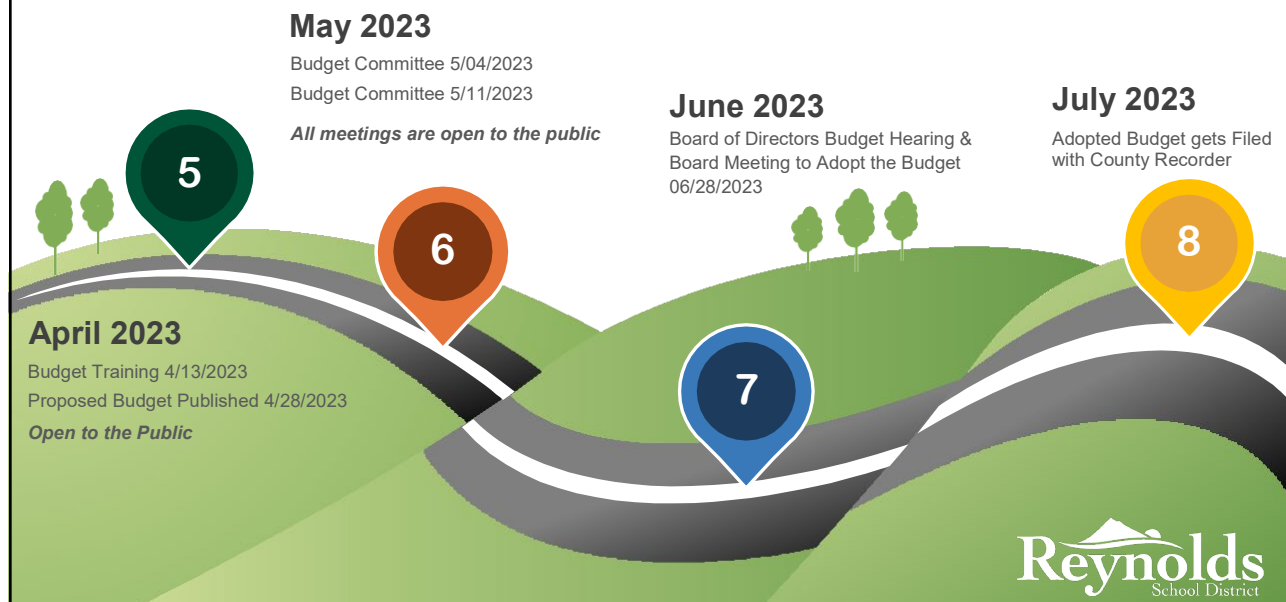 May 2023
Budget Committee 5/04/2023
Budget Committee 5/11/2023
All meetings are open to the public
June 2023
Board of Directors Budget Hearing &
Board Meeting to Adopt the Budget
06/28/2023
July 2023
Adopted Budget gets Filed
with County Recorder
5
6
7
8
April 2023
Budget Training 4/13/2023
Proposed Budget Published 4/28/2023
Open to the Public
Reynolds
School District